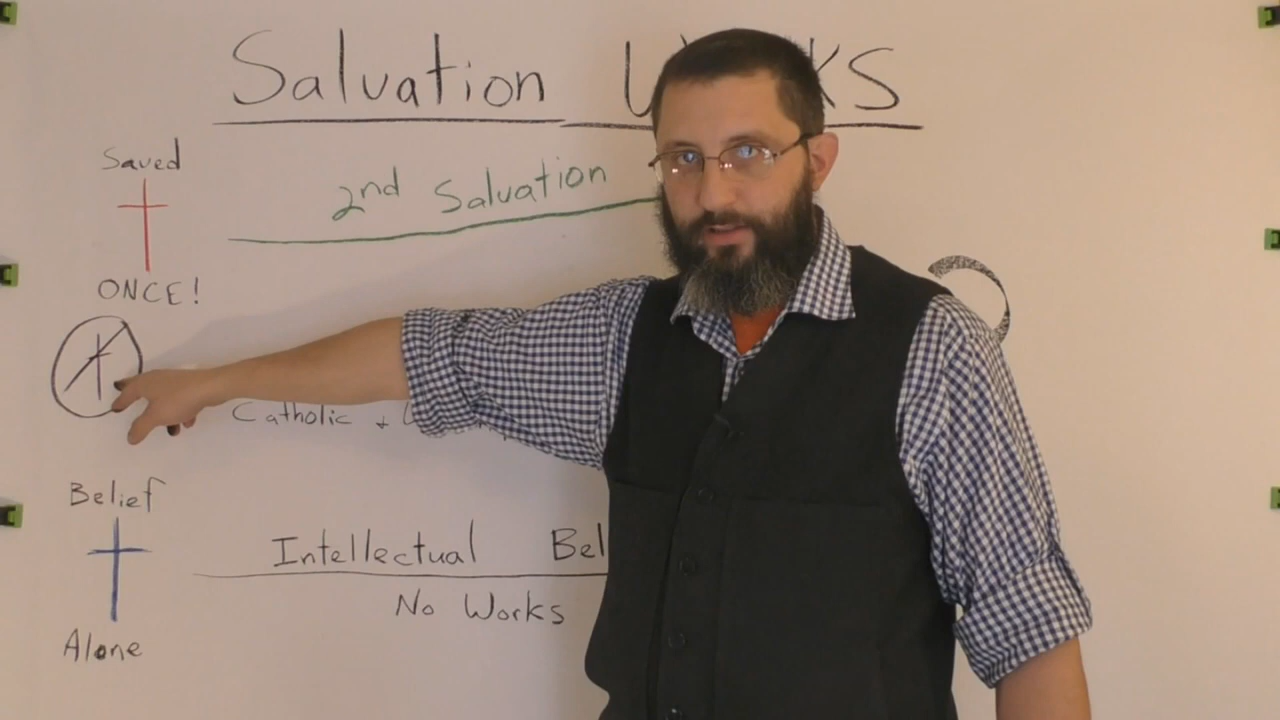 Salvation
Saved
2nd Salvation
ONCE!
Catholic +
Belief
Intellectual
No Works
Alone